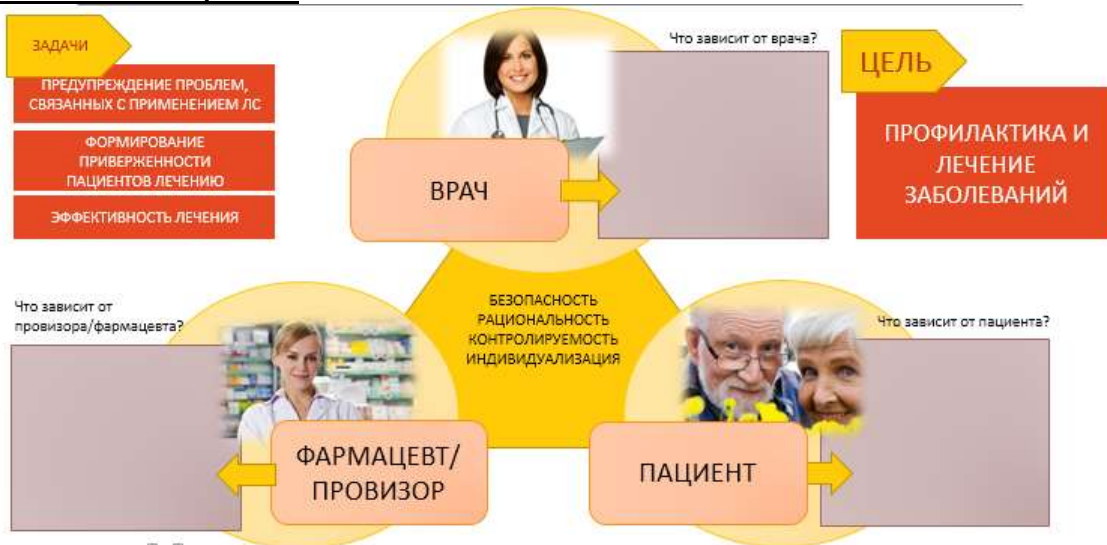 ЗАДАЧИ
ПРЕДУПРЕЖДЕНИЕ ПРОБЛЕМ,
СВЯЗАННЫХ С ПРИМЕНЕНИЕМ ЛС
ФОРМИРОВАНИЕ
ПРИВЕРЖЕННОСТИ
ПАЦИЕНТОВ ЛЕЧЕНИЮ
ЭФФЕКТИВНОСТЬ ЛЕЧЕНИЯ
Что зависит от врача?
ВРАЧ
ЦЕЛЬ
ПРОФИЛАКТИКА И
ЛЕЧЕНИЕ
ЗАБОЛЕВАНИЙ
БЕЗОПАСНОСТЬ
РАЦИОНАЛЬНОСТЬ
КОНТРОЛИРУЕМОСТЬ
ИНДИВИДУАЛИЗАЦИЯ
Что зависит от
провизора/фармацевта?
ФАРМАЦЕВТ/
ПРОВИЗОР
Что зависит от пациента?
ПАЦИЕНТ